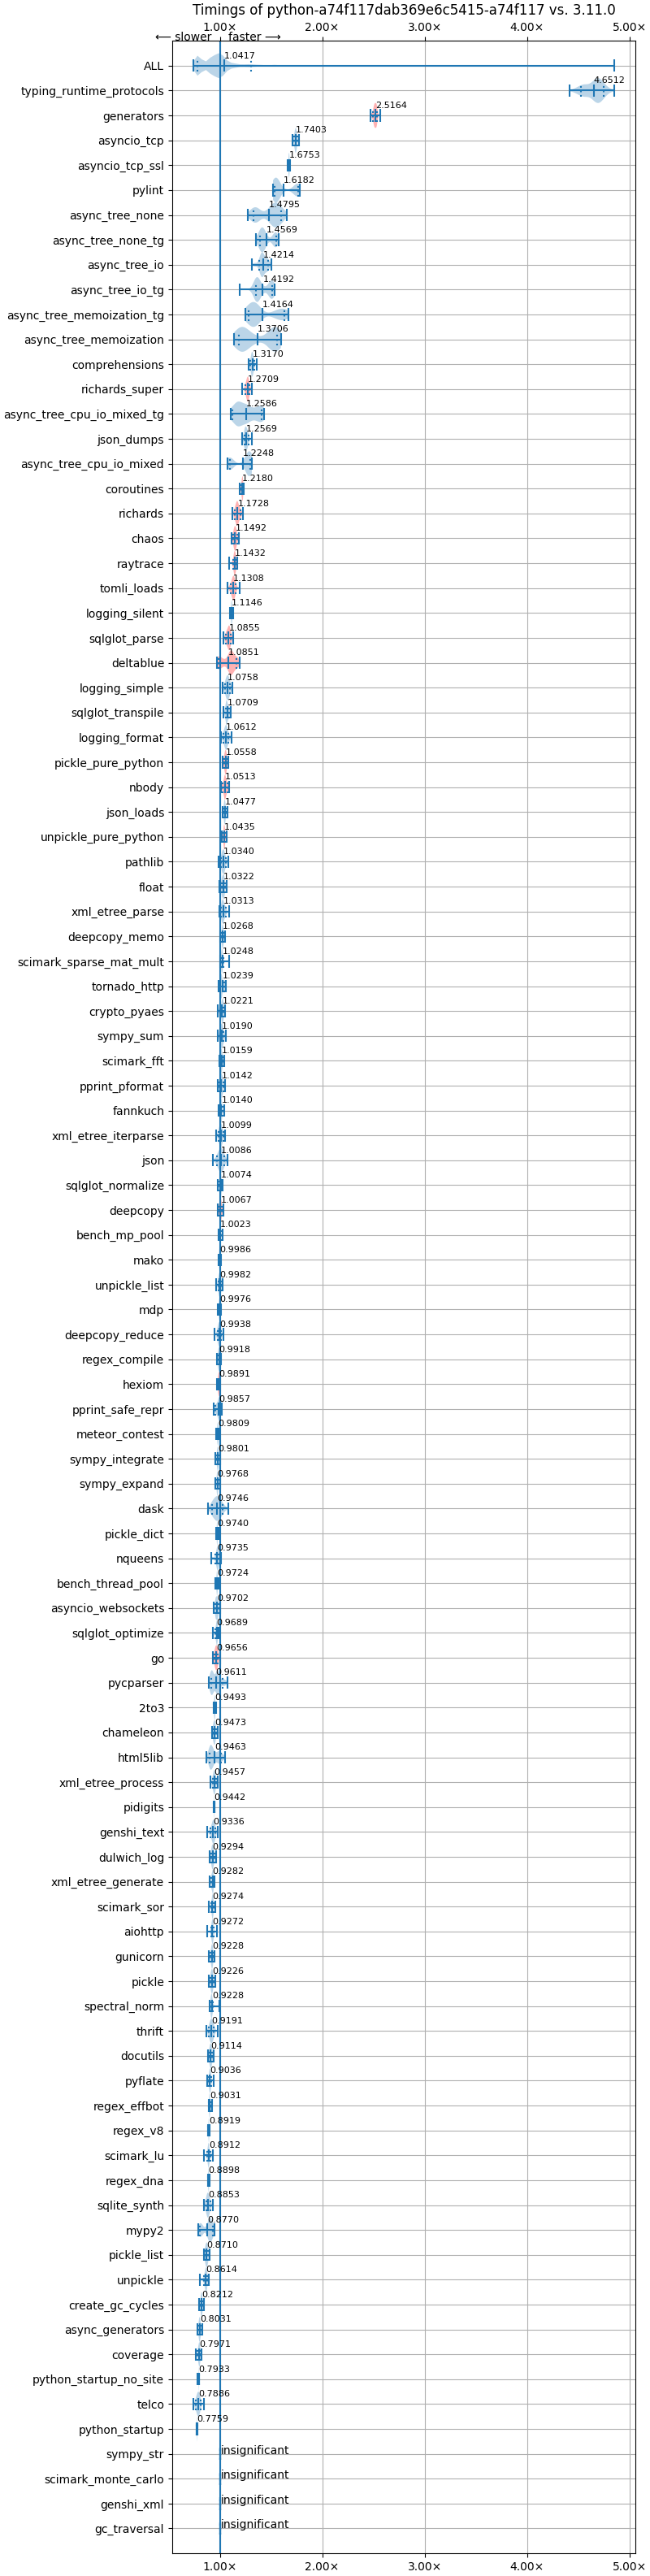 Timings of python-a74f117dab369e6c5415-a74f117 vs. 3.11.0
1.00× 2.00× 3.00× 4.00× 5.00×
⟵ slower faster ⟶
ALL 1.0417
typing_runtime_protocols 4.6512
generators 2.5164
asyncio_tcp 1.7403
asyncio_tcp_ssl 1.6753
pylint 1.6182
async_tree_none 1.4795
async_tree_none_tg 1.4569
async_tree_io 1.4214
async_tree_io_tg 1.4192
async_tree_memoization_tg 1.4164
async_tree_memoization 1.3706
comprehensions 1.3170
richards_super 1.2709
async_tree_cpu_io_mixed_tg 1.2586
json_dumps 1.2569
async_tree_cpu_io_mixed 1.2248
coroutines 1.2180
richards 1.1728
chaos 1.1492
raytrace 1.1432
tomli_loads 1.1308
logging_silent 1.1146
sqlglot_parse 1.0855
deltablue 1.0851
logging_simple 1.0758
sqlglot_transpile 1.0709
logging_format 1.0612
pickle_pure_python 1.0558
nbody 1.0513
json_loads 1.0477
unpickle_pure_python 1.0435
pathlib 1.0340
float 1.0322
xml_etree_parse 1.0313
deepcopy_memo 1.0268
scimark_sparse_mat_mult 1.0248
tornado_http 1.0239
crypto_pyaes 1.0221
sympy_sum 1.0190
scimark_fft 1.0159
pprint_pformat 1.0142
fannkuch 1.0140
xml_etree_iterparse 1.0099
json 1.0086
sqlglot_normalize 1.0074
deepcopy 1.0067
bench_mp_pool 1.0023
mako 0.9986
unpickle_list 0.9982
mdp 0.9976
deepcopy_reduce 0.9938
regex_compile 0.9918
hexiom 0.9891
pprint_safe_repr 0.9857
meteor_contest 0.9809
sympy_integrate 0.9801
sympy_expand 0.9768
dask 0.9746
pickle_dict 0.9740
nqueens 0.9735
bench_thread_pool 0.9724
asyncio_websockets 0.9702
sqlglot_optimize 0.9689
go 0.9656
pycparser 0.9611
2to3 0.9493
chameleon 0.9473
html5lib 0.9463
xml_etree_process 0.9457
pidigits 0.9442
genshi_text 0.9336
dulwich_log 0.9294
xml_etree_generate 0.9282
scimark_sor 0.9274
aiohttp 0.9272
gunicorn 0.9228
pickle 0.9226
spectral_norm 0.9228
thrift 0.9191
docutils 0.9114
pyflate 0.9036
regex_effbot 0.9031
regex_v8 0.8919
scimark_lu 0.8912
regex_dna 0.8898
sqlite_synth 0.8853
mypy2 0.8770
pickle_list 0.8710
unpickle 0.8614
create_gc_cycles 0.8212
async_generators 0.8031
coverage 0.7971
python_startup_no_site 0.7933
telco 0.7886
python_startup 0.7759
sympy_str insignificant
scimark_monte_carlo insignificant
genshi_xml insignificant
gc_traversal insignificant
1.00× 2.00× 3.00× 4.00× 5.00×